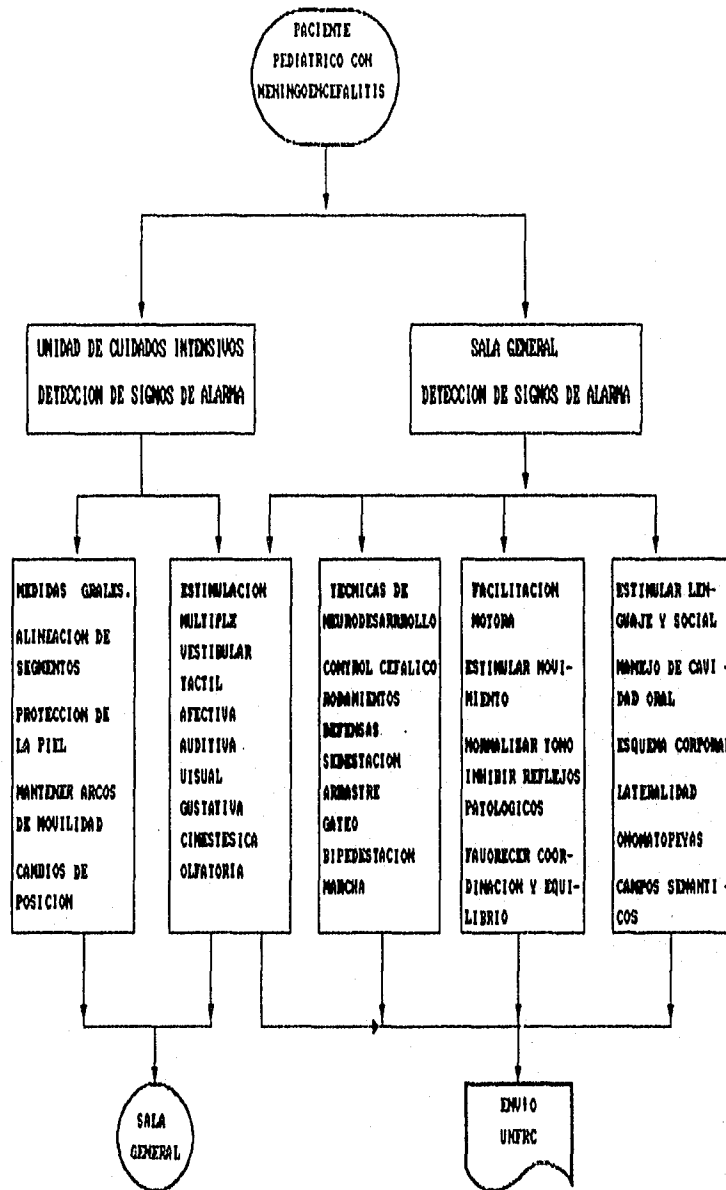 PACIENTE
PEDIATRICO CON
MENINGOENCEFALITIS
UNIDAD DE CUIDADOS INTENSIVOS
DETECCION DE SIGNOS DE ALARMA
SALA GENERAL
DETECCION DE SIGNOS DE ALARMA
MEDIDAS GRALES.
ALINEACION DE
SEGMENTOS
PROTECCION DE
LA PIEL
MANTENER ARCOS
DE MOVILIDAD
CAMBIOS DE
POSICION
ESTIMULACION
MULTIPLE
VESTIBULAR
TACTIL
AFECTIVA
AUDITIVA
VISUAL
GUSTATIVA
CINESTESICA
OLFATORIA
TECNICAS DE
NEURODESARROLLO
CONTROL CEFALICO
RODAMIENTOS
DEFENSAS
SEDESTACION
ARRASTRE
GATEO
BIPEDESTACION
MARCHA
FACILITACION
MOTORA
ESTIMULAR MOVI-
MIENTO
NORMALIZAR TONO
INHIBIR REFLEJOS
PATOLOGICOS
FAVORECER COOR-
DINACION Y EQUI-
LIBRIO
ESTIMULAR LEN-
GUAJE Y SOCIAL
MANEJO DE CAVI-
DAD ORAL
ESQUEMA CORPORAL
LATERALIDAD
ONOMATOPEYAS
CAMPOS SEMANTI-
COS
SALA
GENERAL
ENVIO
UMFRC